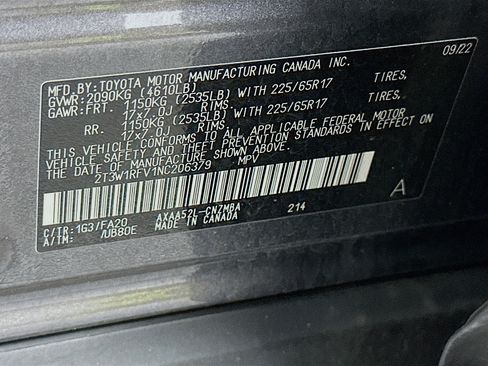 MFD.BY:TOYOTA MOTOR MANUFACTURING CANADA INC. 09/22
GVWR:2090KG (4610LB)
GAWR:FRT. 1150KG (2535LB) WITH 225/65R17 TIRES,
17X7.0J RIMS.
RR. 1150KG (2535LB) WITH 225/65R17 TIRES,
17X7.0J RIMS.
THIS VEHICLE CONFORMS TO ALL APPLICABLE FEDERAL MOTOR
VEHICLE SAFETY AND THEFT PREVENTION STANDARDS IN EFFECT ON
THE DATE OF MANUFACTURE SHOWN ABOVE.
2T3W1RFV1NC206379 MPV
A
C/TR:1G3/FA20 AXAA52L-CNZMBA 214
A/TM: /UB80E MADE IN CANADA